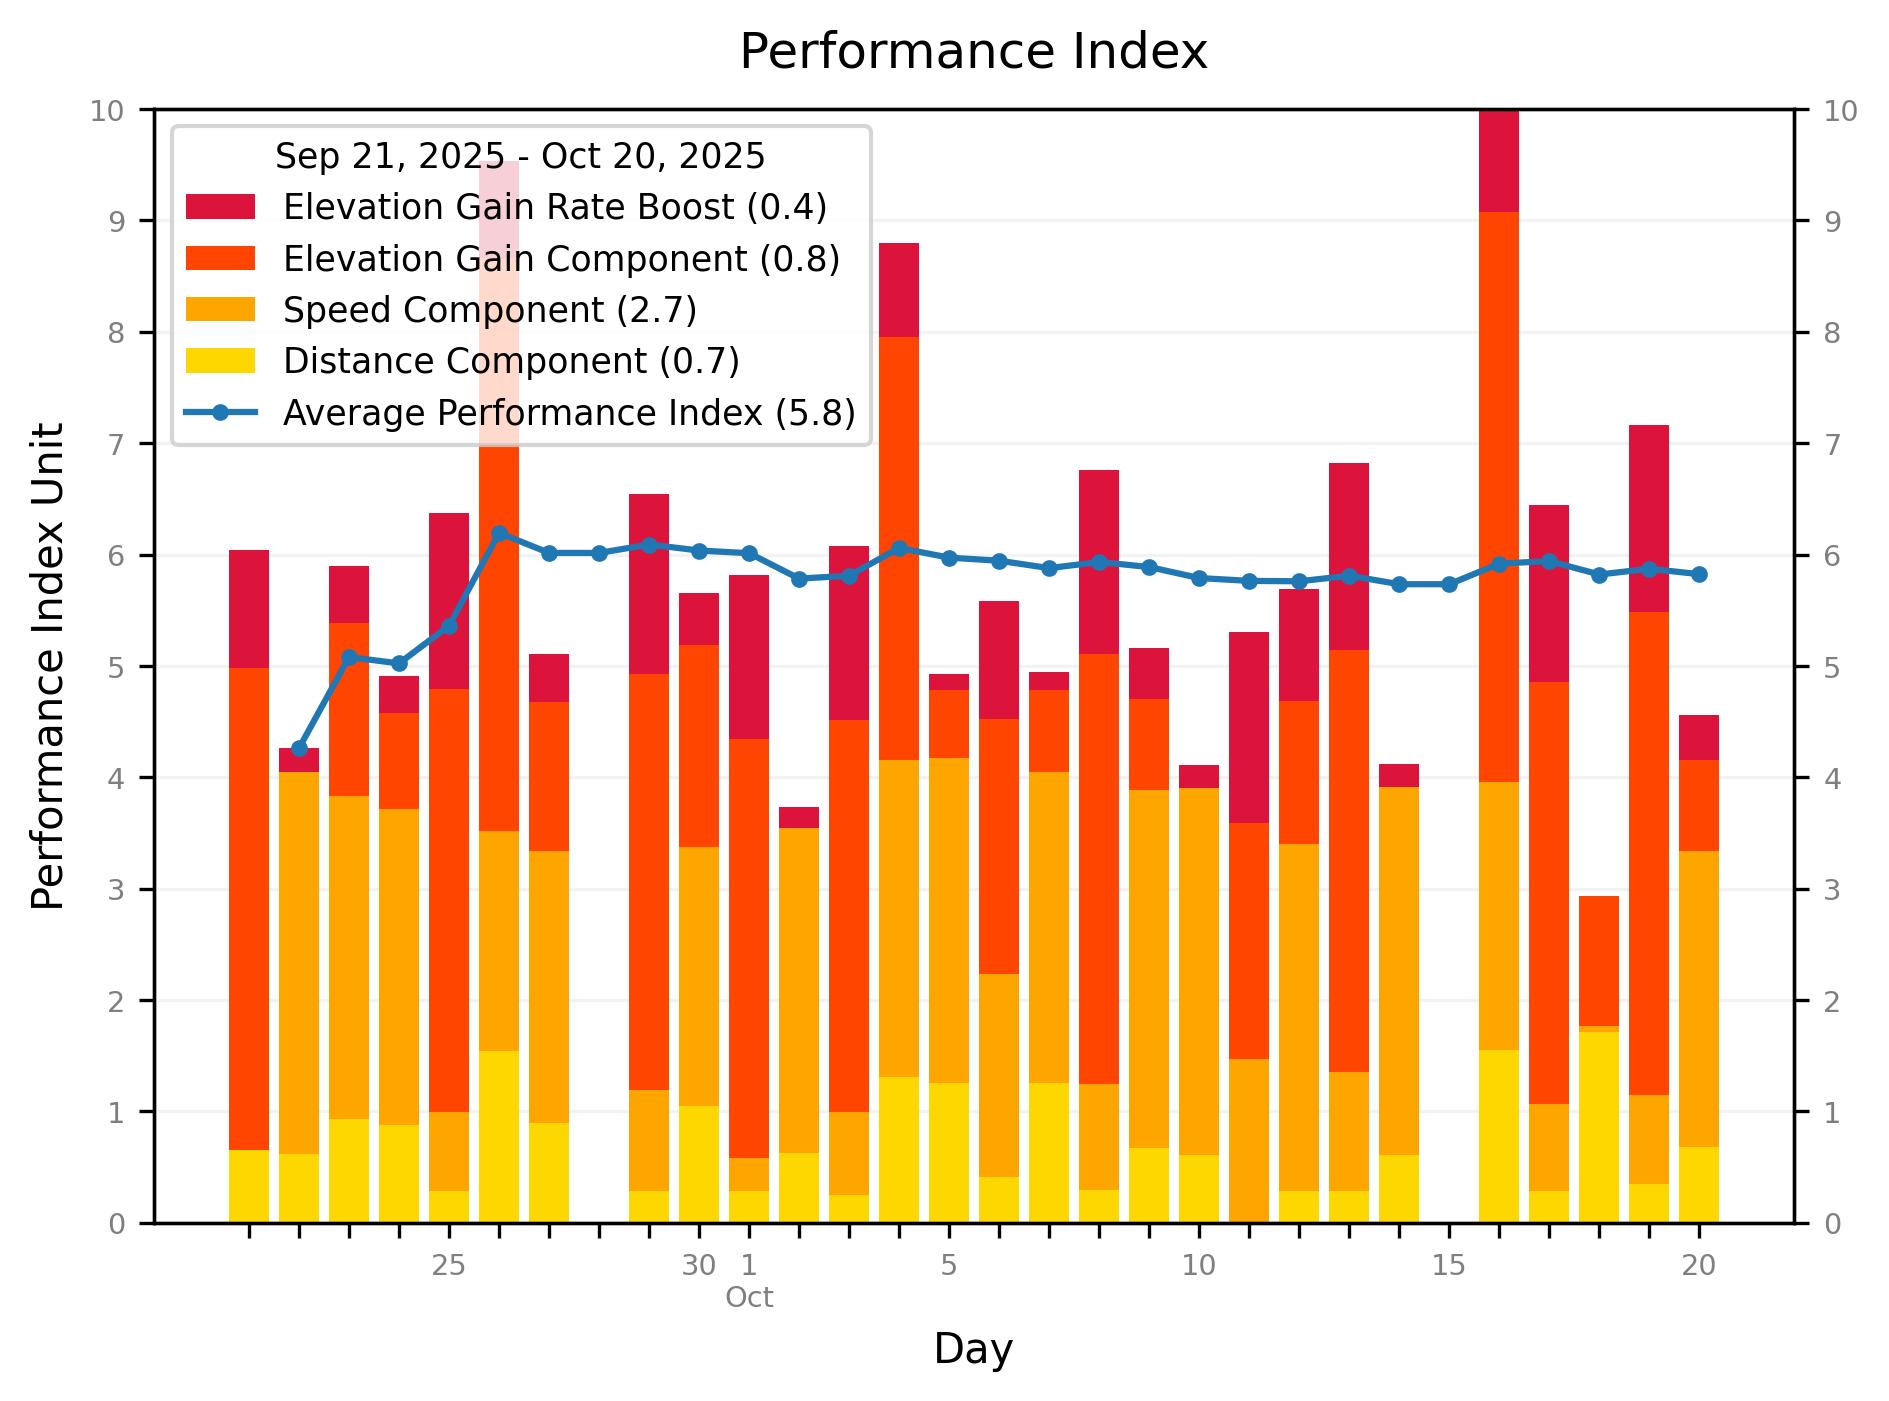 Performance Index
Sep 21, 2025 - Oct 20, 2025
Elevation Gain Rate Boost (0.4)
Elevation Gain Component (0.8)
Speed Component (2.7)
Distance Component (0.7)
Average Performance Index (5.8)
Performance Index Unit
10
9
8
7
6
5
4
3
2
1
0
10
9
8
7
6
5
4
3
2
1
0
25 30 1 5 10 15 20
Oct
Day